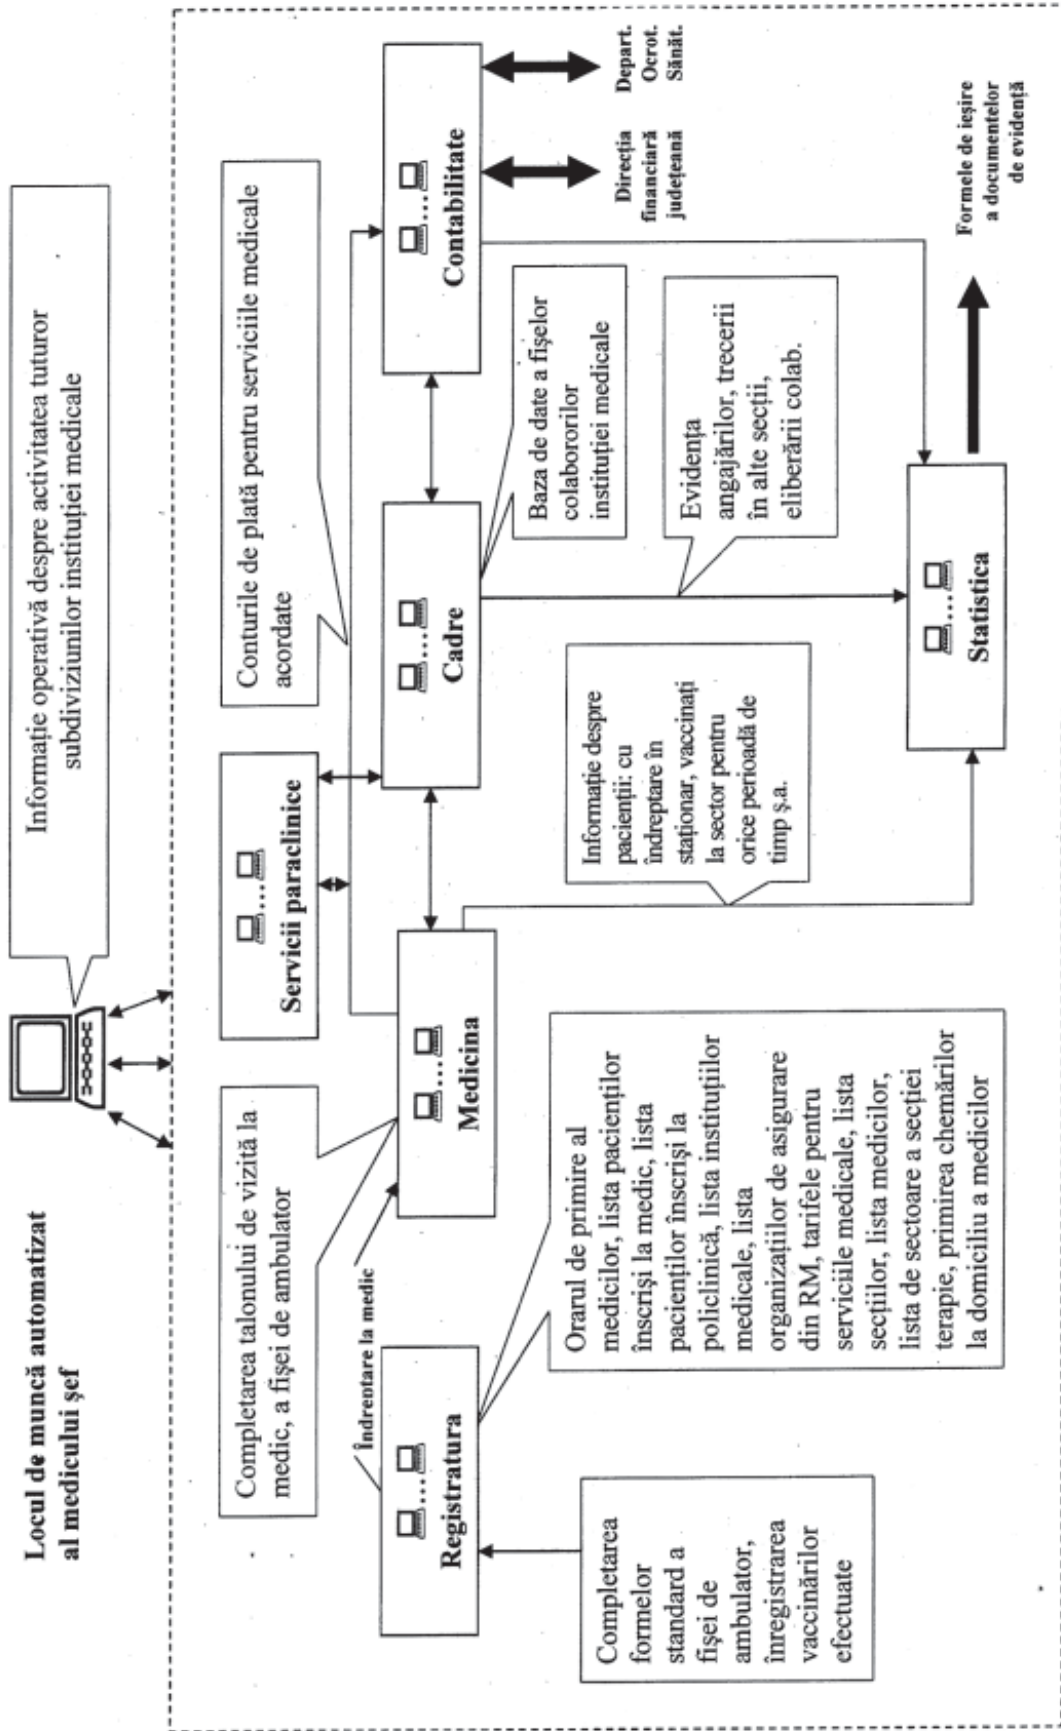 Locul de muncă automatizat
al medicului şef
Informaţie operativă despre activitatea tuturor
subdiviziunilor instituţiei medicale
Completarea talonului de vizită la
medic, a fişei de ambulator
Servicii paraclinice
Conturile de plată pentru serviciile medicale
acordate
Îndrentare la medic
Registratura
Medicina
Cadre
Contabilitate
Completarea
formelor
standard a
fişei de
ambulator,
înregistrarea
vaccinărilor
efectuate
Orarul de primire al
medicilor, lista pacienţilor
înscrişi la medic, lista
pacienţilor înscrişi la
policlinică, lista instituţiilor
medicale, lista
organizaţiilor de asigurare
din RM, tarifele pentru
serviciile medicale, lista
secţiilor, lista medicilor,
lista de sectoare a secţiei
terapie, primirea chemărilor
la domiciliu a medicilor
Informaţie despre
pacienţii: cu
îndreptare în
staţionar, vaccinaţi
la sector pentru
orice perioadă de
timp ş.a.
Baza de date a fişelor
colabororilor
instituţiei medicale
Evidenţa
angajărilor, trecerii
în alte secţii,
eliberării colab.
Direcţia
financiară
judeţeană
Depart.
Ocrot.
Sănăt.
Statistica
Formele de ieşire
a documentelor
de evidenţă